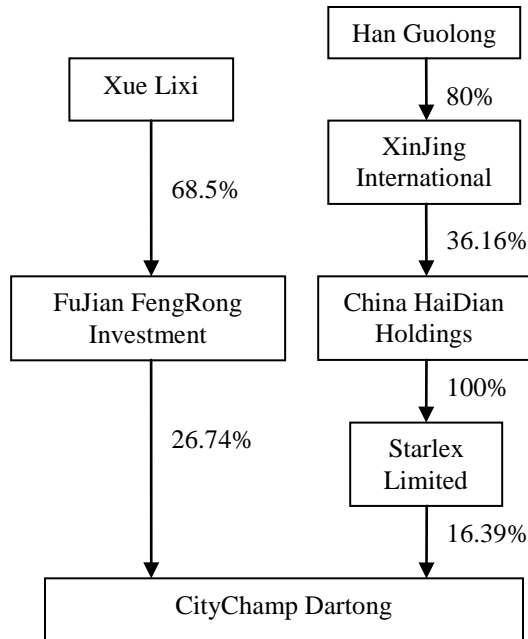 Han Guolong
Xue Lixi
80%
XinJing
International
68.5%
36.16%
FuJian FengRong
Investment
China HaiDian
Holdings
100%
26.74%
Starlex
Limited
16.39%
CityChamp Dartong